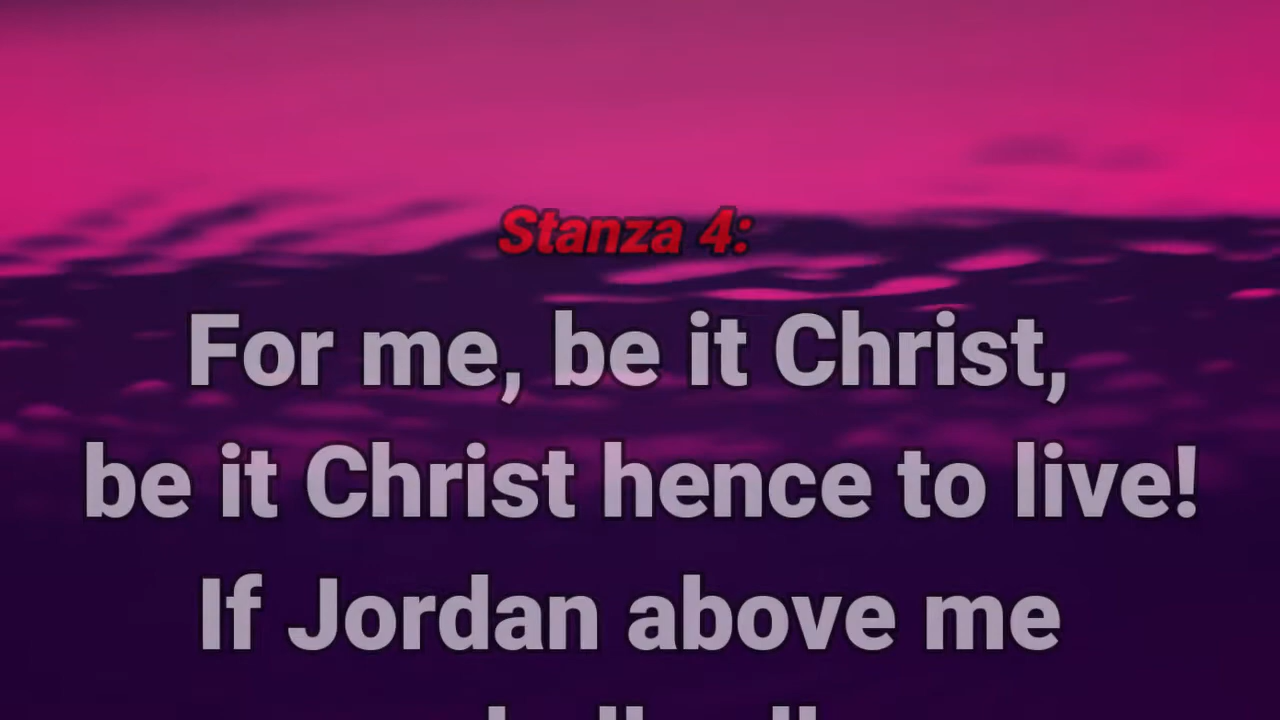 Stanza 4:
For me, be it Christ,
be it Christ hence to live!
If Jordan above me